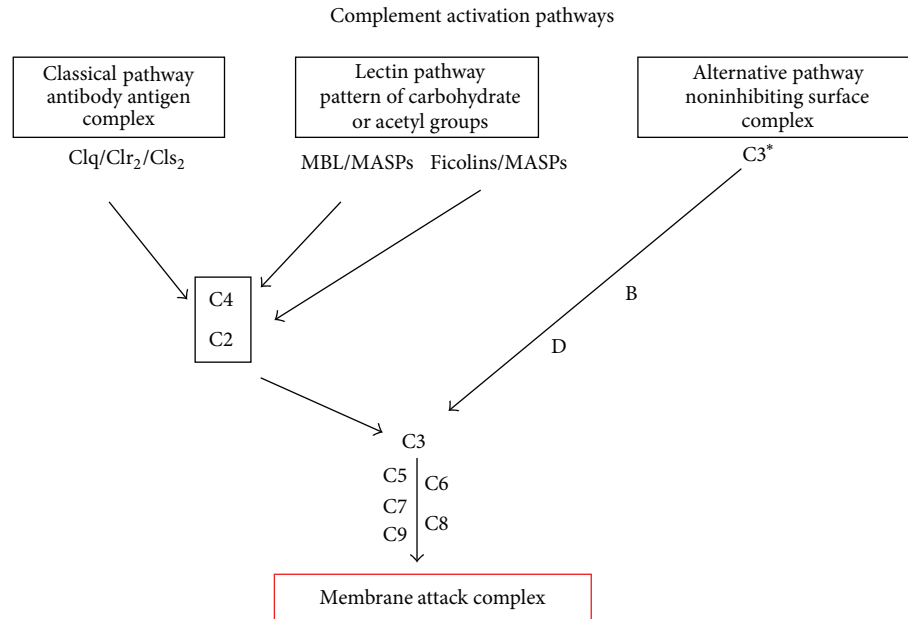 Complement activation pathways
Classical pathway
antibody antigen
complex
Lectin pathway
pattern of carbohydrate
or acetyl groups
Alternative pathway
noninhibiting surface
complex
Clq/Clr₂/Cls₂
MBL/MASPs
Ficolins/MASPs
C3*
C4
C2
B
D
C3
C5
C6
C7
C8
C9
Membrane attack complex